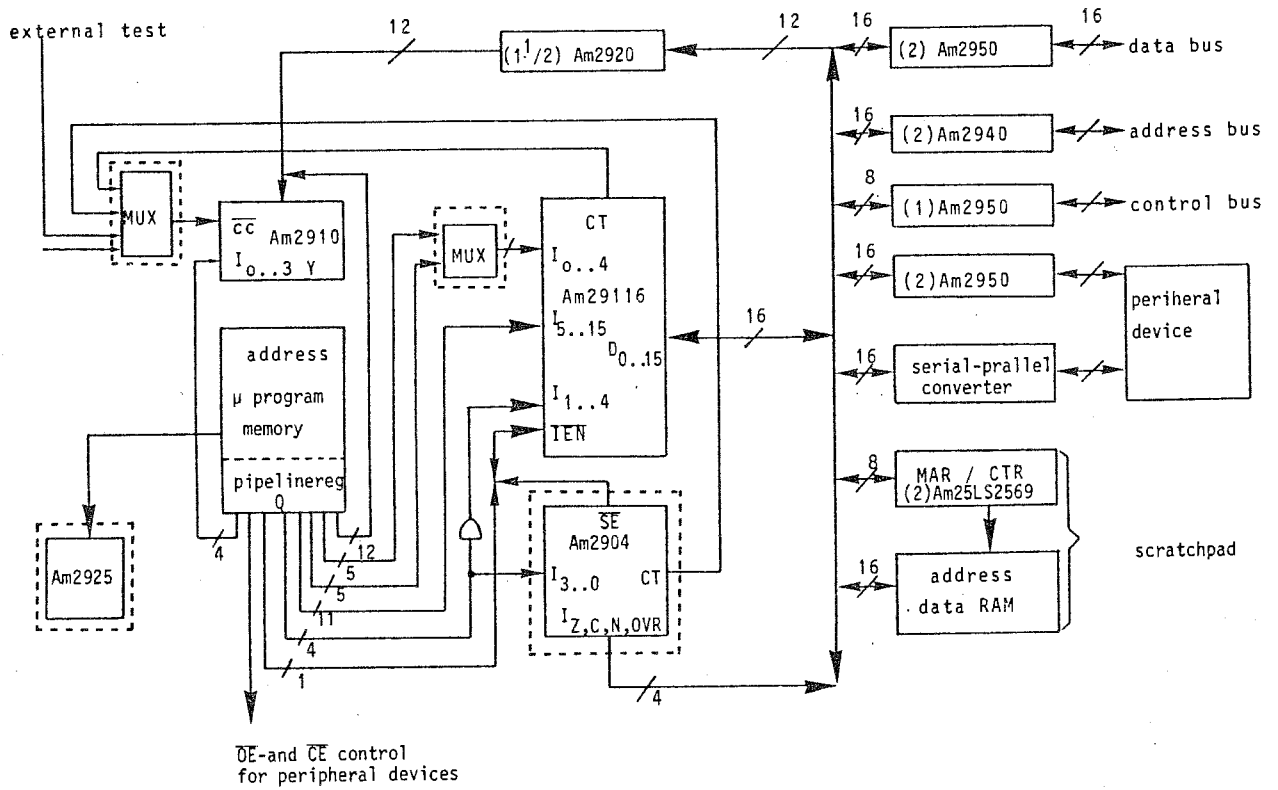 external test
12
(1 1/2) Am2920
12
16
(2) Am2950
16
data bus
16
(2)Am2940
address bus
8
(1)Am2950
control bus
16
(2)Am2950
periheral
device
16
serial-prallel
converter
MUX
CC
Am2910
I0..3 Y
MUX
CT
I0..4
Am29116
I5..15
D0..15
I1..4
IEN
16
address
μ program
memory
pipelinereg
Q
Am2925
4
12
5
5
11
4
1
SE
Am2904
I3..0
CT
IZ,C,N,OVR
4
8
MAR / CTR
(2)Am25LS2569
16
address
data RAM
scratchpad
OE-and CE control
for peripheral devices